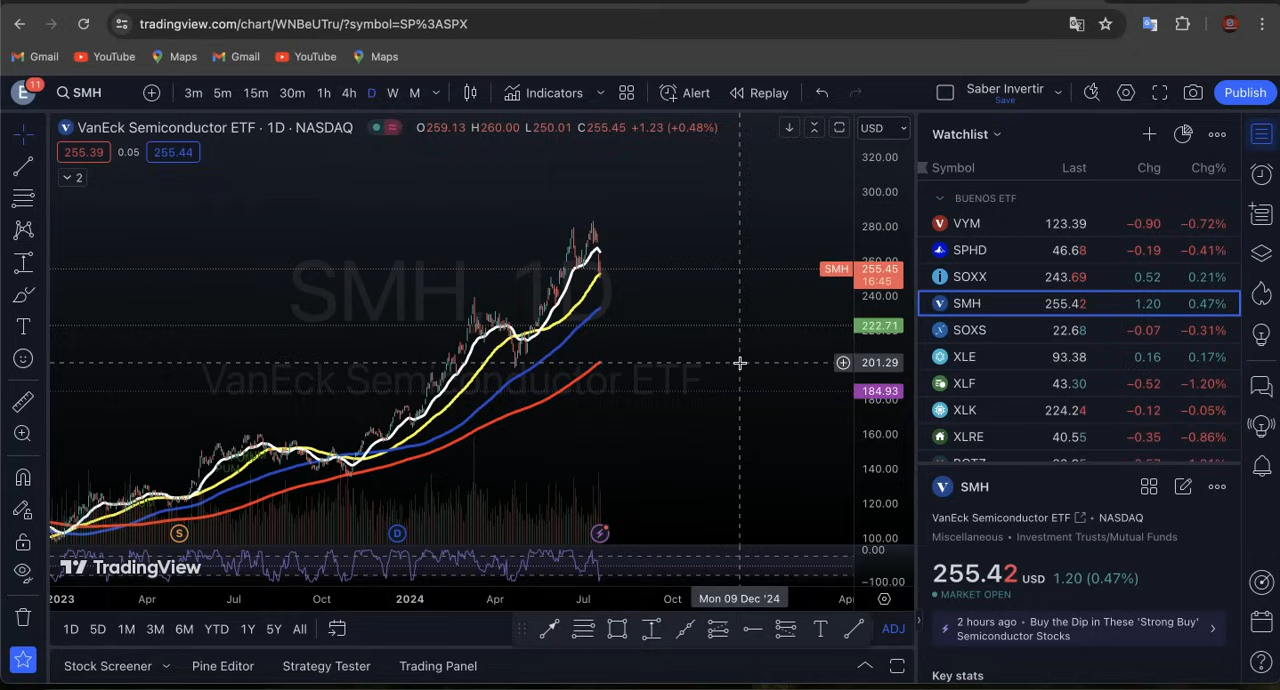 tradingview.com/chart/WNBeUTru/?symbol=SP%3ASPX
Gmail YouTube Maps Gmail YouTube Maps
E 11 SMH 3m 5m 15m 30m 1h 4h D W M Indicators Alert Replay Saber Invertir Save Publish
VanEck Semiconductor ETF · 1D · NASDAQ O259.13 H260.00 L250.01 C255.45 +1.23 (+0.48%) USD
255.39 0.05 255.44
2
SMH, 1D
VanEck Semiconductor ETF
320.00
300.00
280.00
260.00
SMH 255.45
16:45
240.00
222.71
201.29
184.93
180.00
160.00
140.00
120.00
100.00
0.00
−100.00
S D
TradingView
2023 Apr Jul Oct 2024 Apr Jul Oct Mon 09 Dec '24
1D 5D 1M 3M 6M YTD 1Y 5Y All ADJ
Stock Screener Pine Editor Strategy Tester Trading Panel
Watchlist
Symbol Last Chg Chg%
BUENOS ETF
VYM 123.39 −0.90 −0.72%
SPHD 46.68 −0.19 −0.41%
SOXX 243.69 0.52 0.21%
SMH 255.42 1.20 0.47%
SOXS 22.68 −0.07 −0.31%
XLE 93.38 0.16 0.17%
XLF 43.30 −0.52 −1.20%
XLK 224.24 −0.12 −0.05%
XLRE 40.55 −0.35 −0.86%
SMH
VanEck Semiconductor ETF • NASDAQ
Miscellaneous • Investment Trusts/Mutual Funds
255.42 USD 1.20 (0.47%)
MARKET OPEN
2 hours ago • Buy the Dip in These 'Strong Buy'
Semiconductor Stocks
Key stats